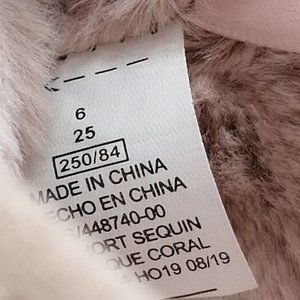 6
25
250/84
MADE IN CHINA
ECHO EN CHINA
/448740-00
ORT SEQUIN
QUE CORAL
HO19 08/19